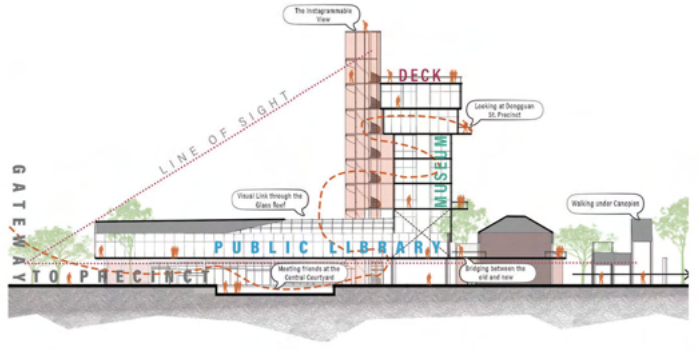 The Instagrammable
View
DECK
Looking at Dongguan
St. Precinct
LINE OF SIGHT
MUSEUM
GATEWAY
Visual Link through the
Glass Roof
Walking under Canopies
PUBLIC LIBRARY
TO PRECINCT
Meeting friends at the
Central Courtyard
Bridging between the
old and now